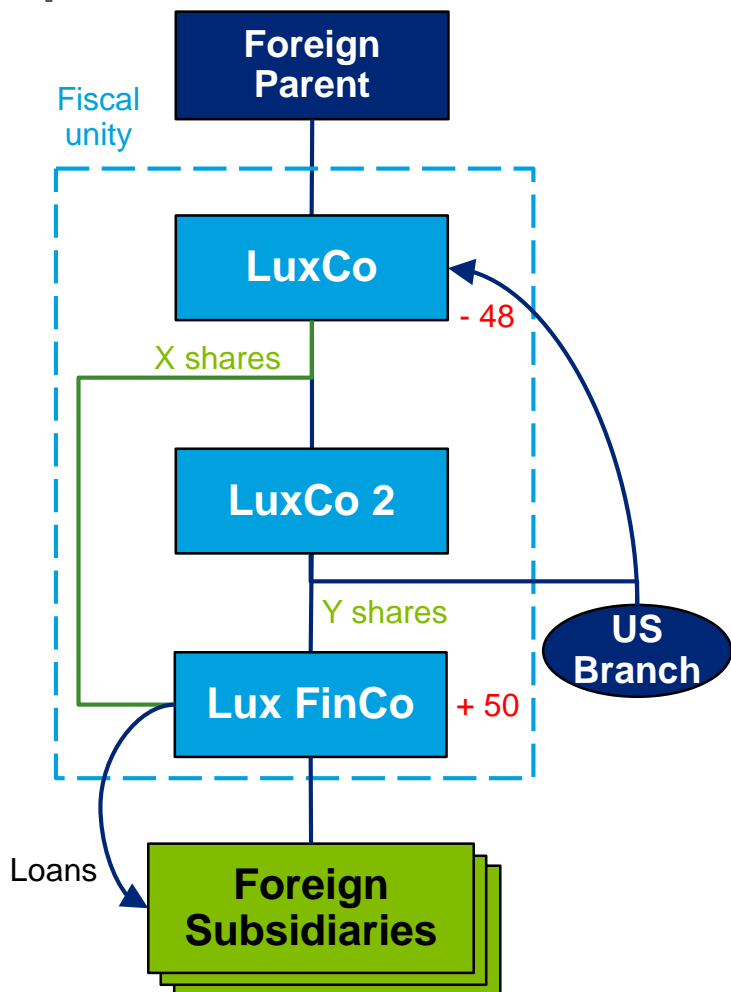 Foreign
Parent
Fiscal
unity
LuxCo
- 48
X shares
LuxCo 2
Y shares
US
Branch
Lux FinCo
+ 50
Loans
Foreign
Subsidiaries